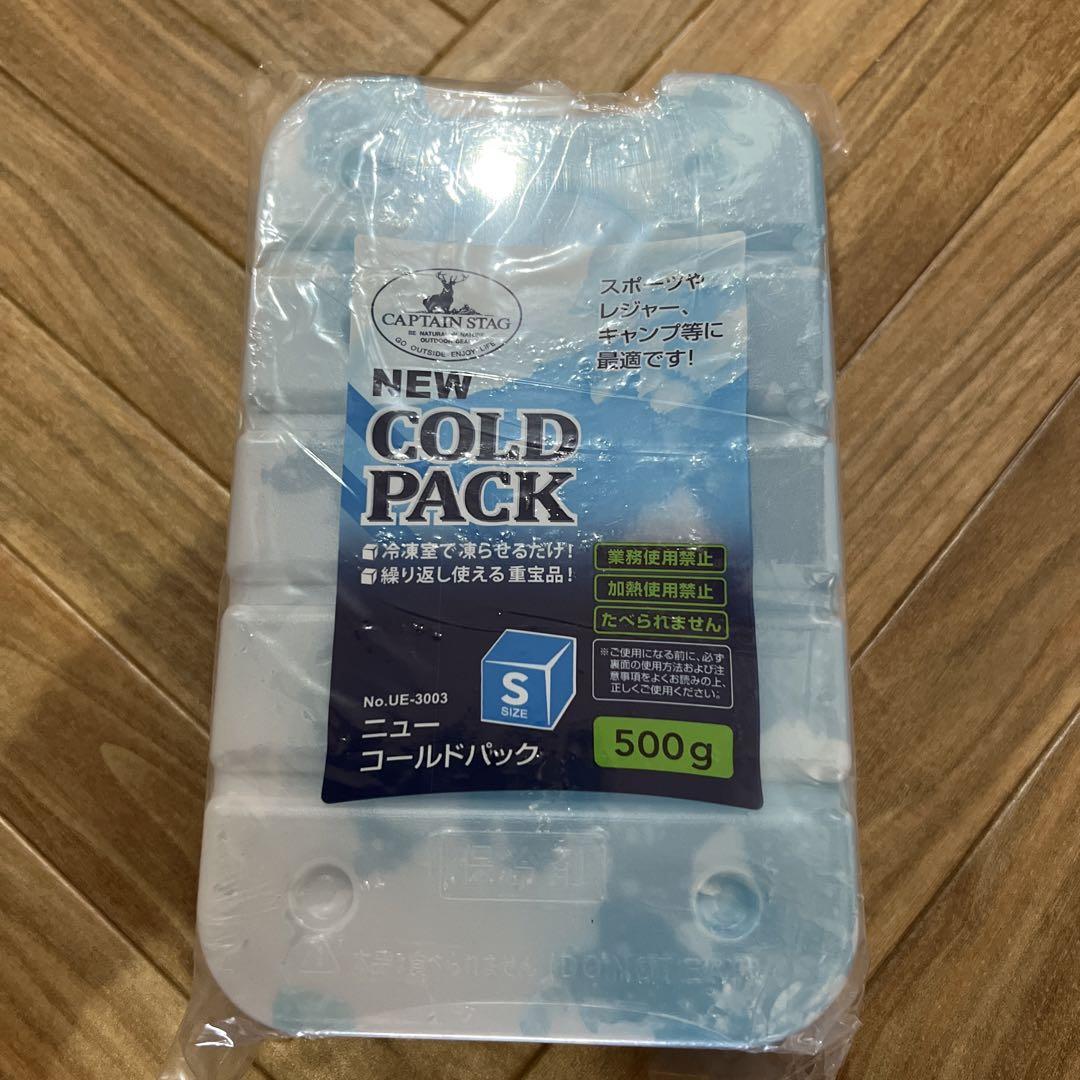 CAPTAIN STAG
BE NATURAL IN NATURE
OUTDOOR GEAR
GO OUTSIDE ENJOY LIFE
スポーツや
レジャー、
キャンプ等に
最適です!
NEW
COLD
PACK
冷凍室で凍らせるだけ!
繰り返し使える重宝品!
業務使用禁止
加熱使用禁止
たべられません
※ご使用になる前に、必ず
裏面の使用方法および注
意事項をよくお読みの上、
正しくご使用ください。
S
SIZE
No.UE-3003
ニュー
コールドパック
500g